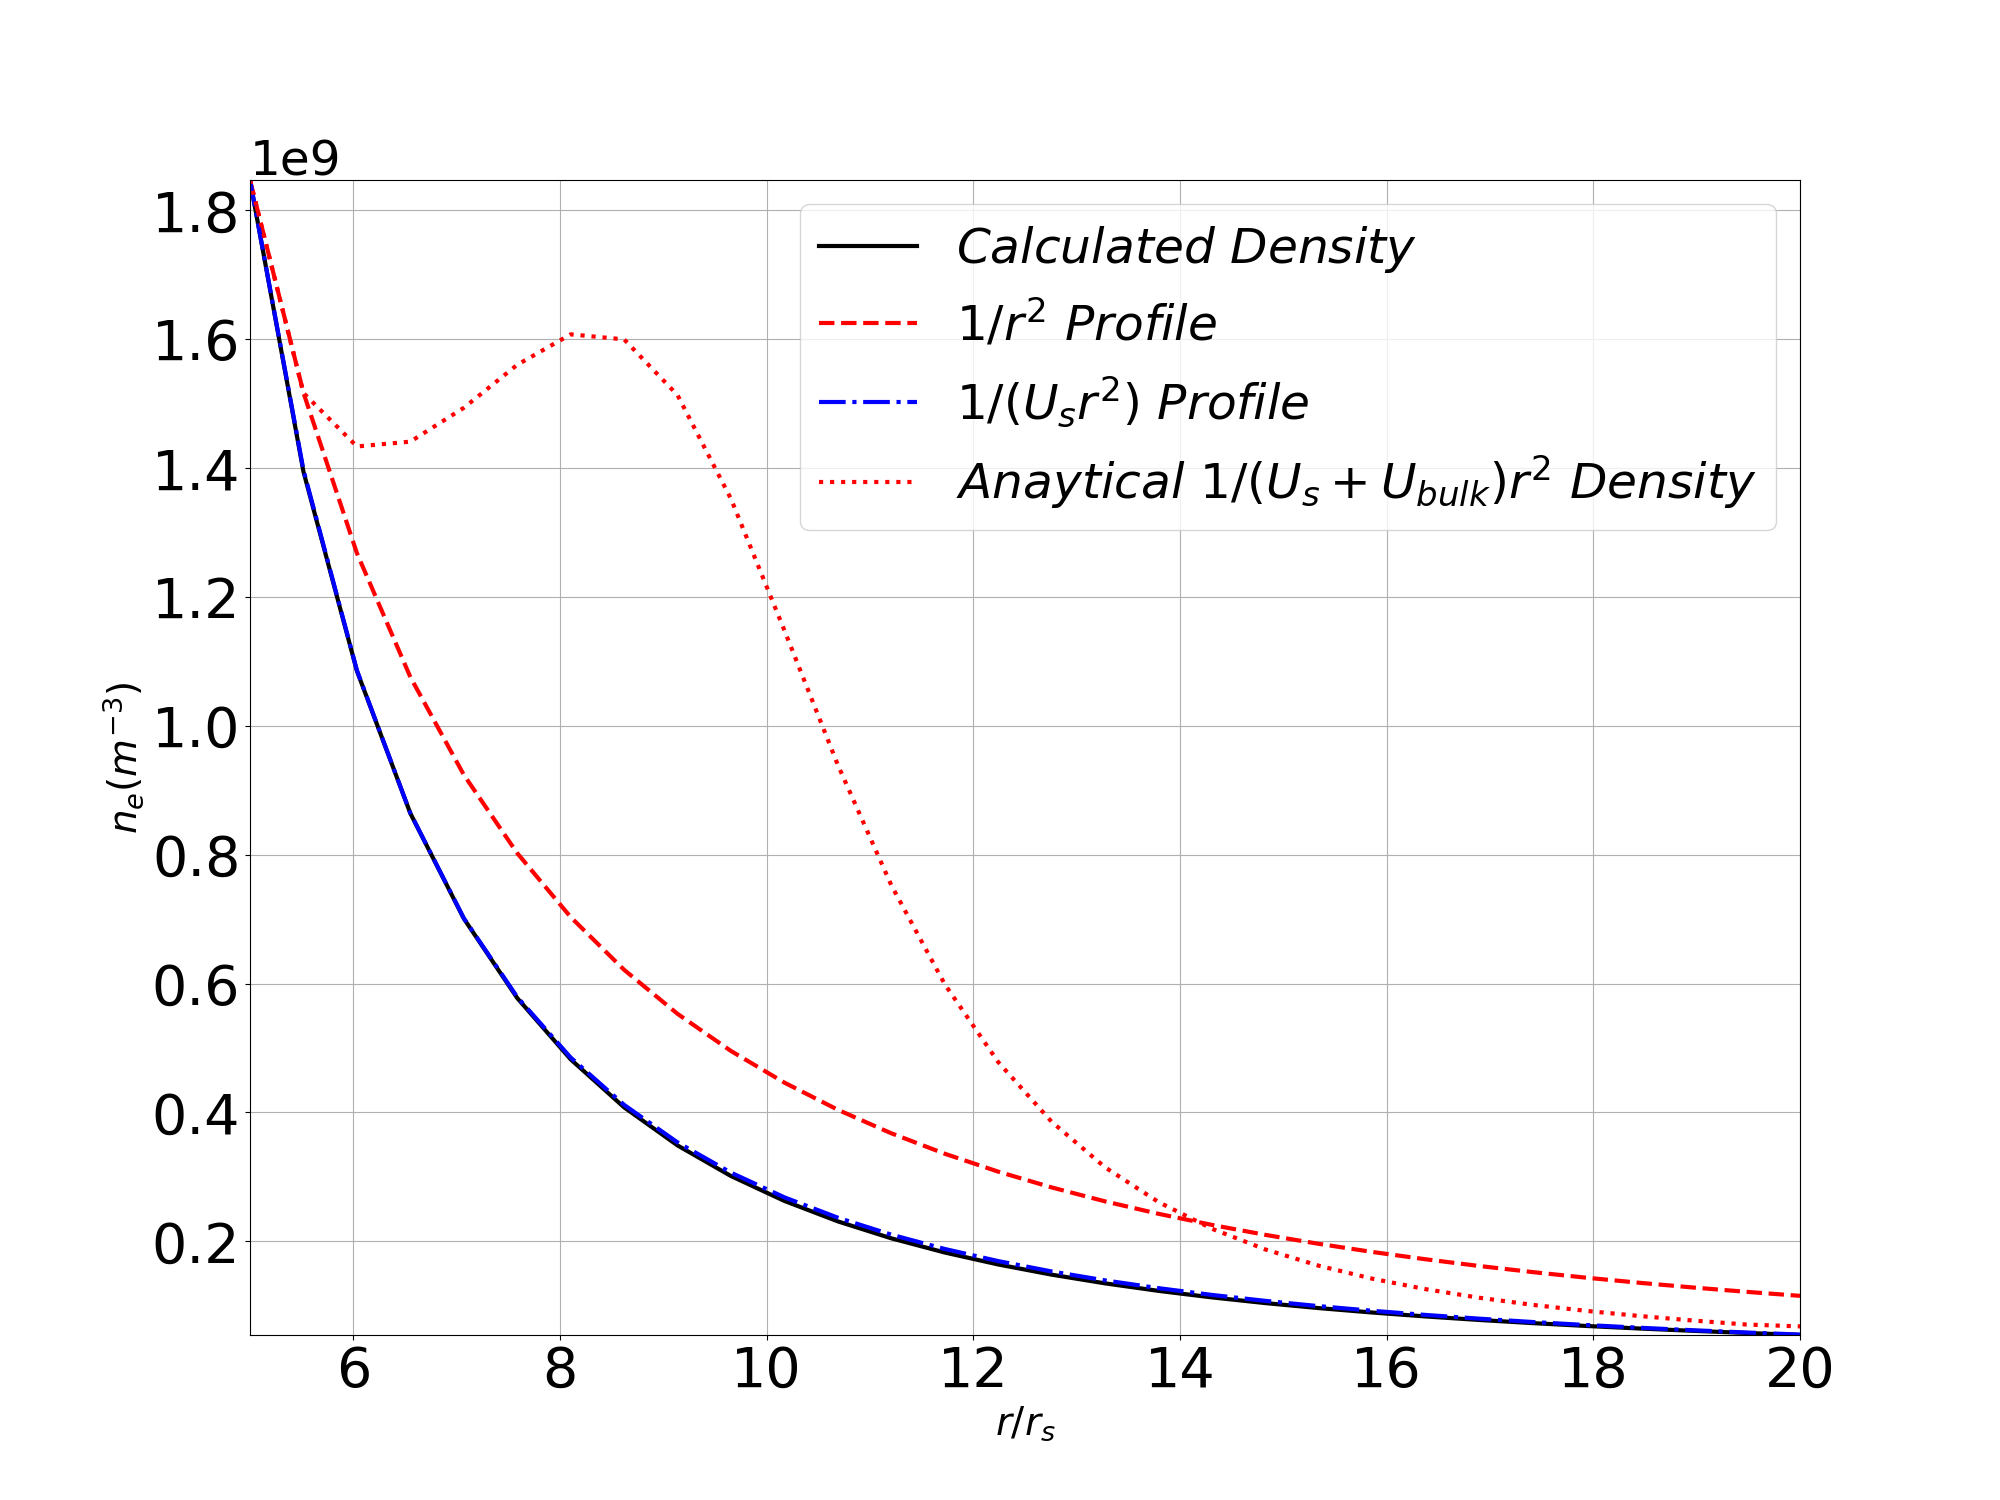 1e9
1.8
1.6
1.4
1.2
1.0
0.8
0.6
0.4
0.2
n_e(m^{-3})
Calculated Density
1/r^2 Profile
1/(U_s r^2) Profile
Anaytical 1/(U_s + U_{bulk})r^2 Density
6 8 10 12 14 16 18 20
r/r_s